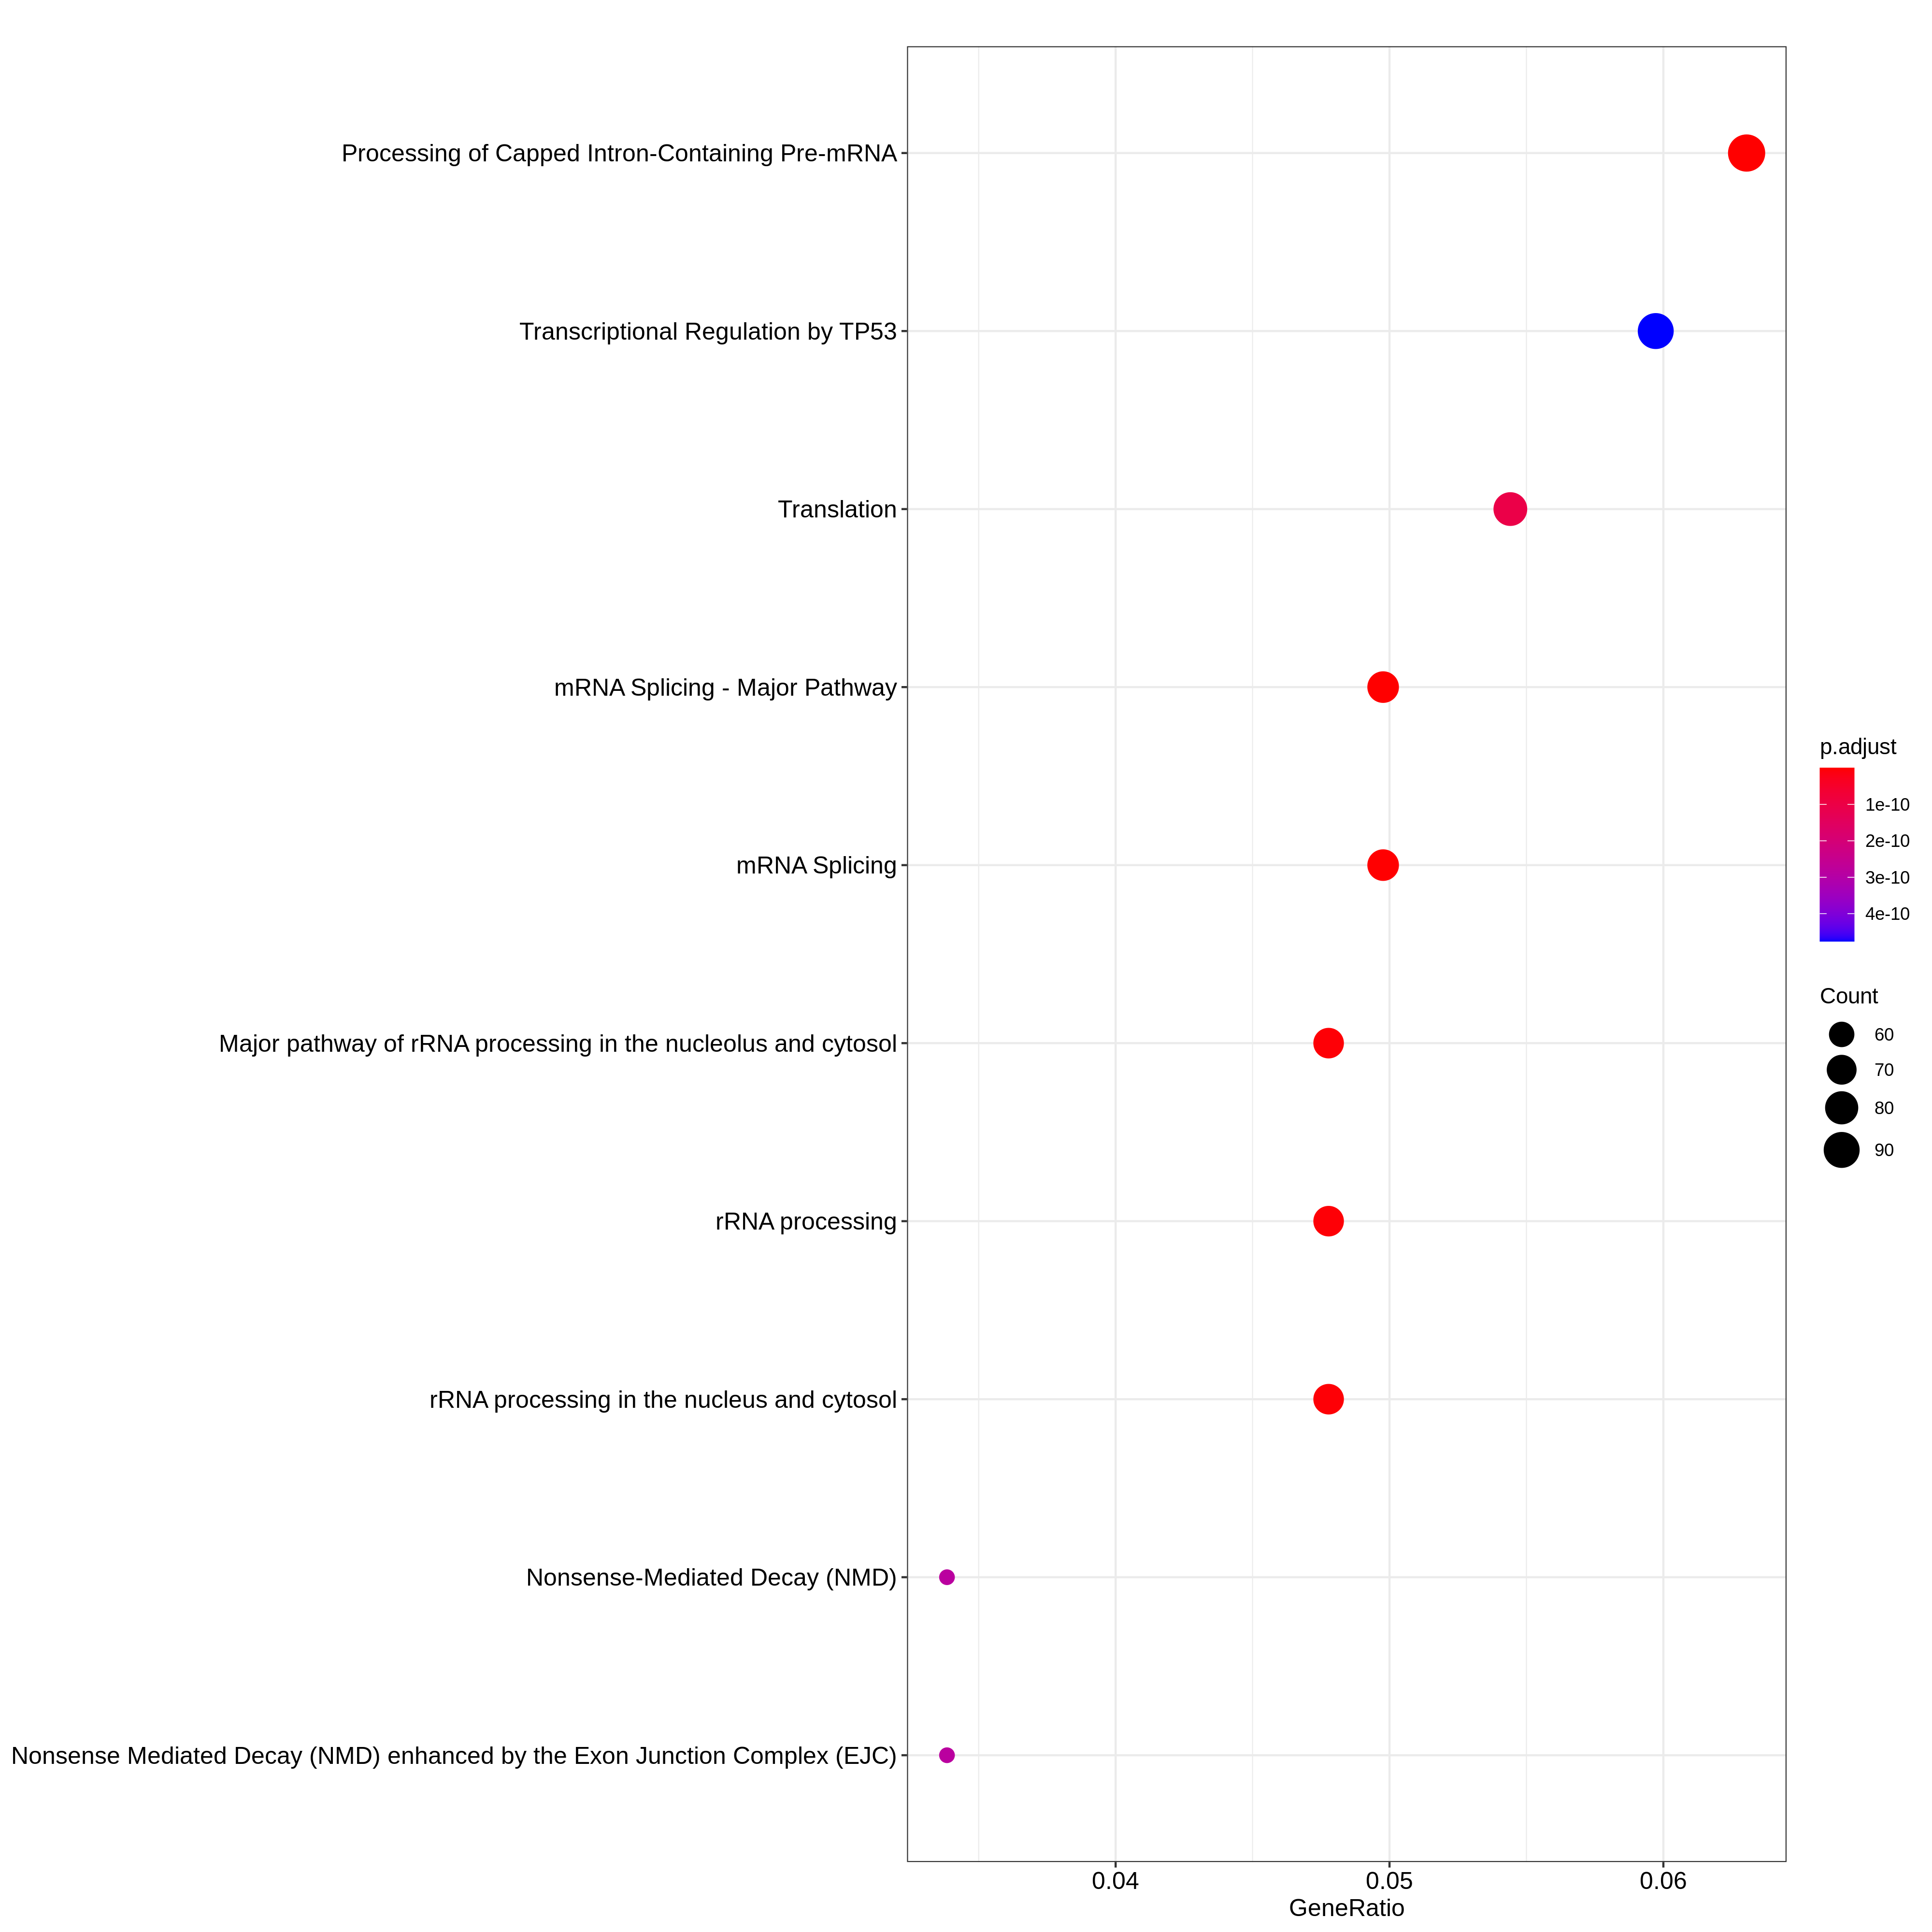 Processing of Capped Intron-Containing Pre-mRNA
Transcriptional Regulation by TP53
Translation
mRNA Splicing - Major Pathway
mRNA Splicing
Major pathway of rRNA processing in the nucleolus and cytosol
rRNA processing
rRNA processing in the nucleus and cytosol
Nonsense-Mediated Decay (NMD)
Nonsense Mediated Decay (NMD) enhanced by the Exon Junction Complex (EJC)
0.04 0.05 0.06
GeneRatio
p.adjust
1e-10
2e-10
3e-10
4e-10
Count
60
70
80
90